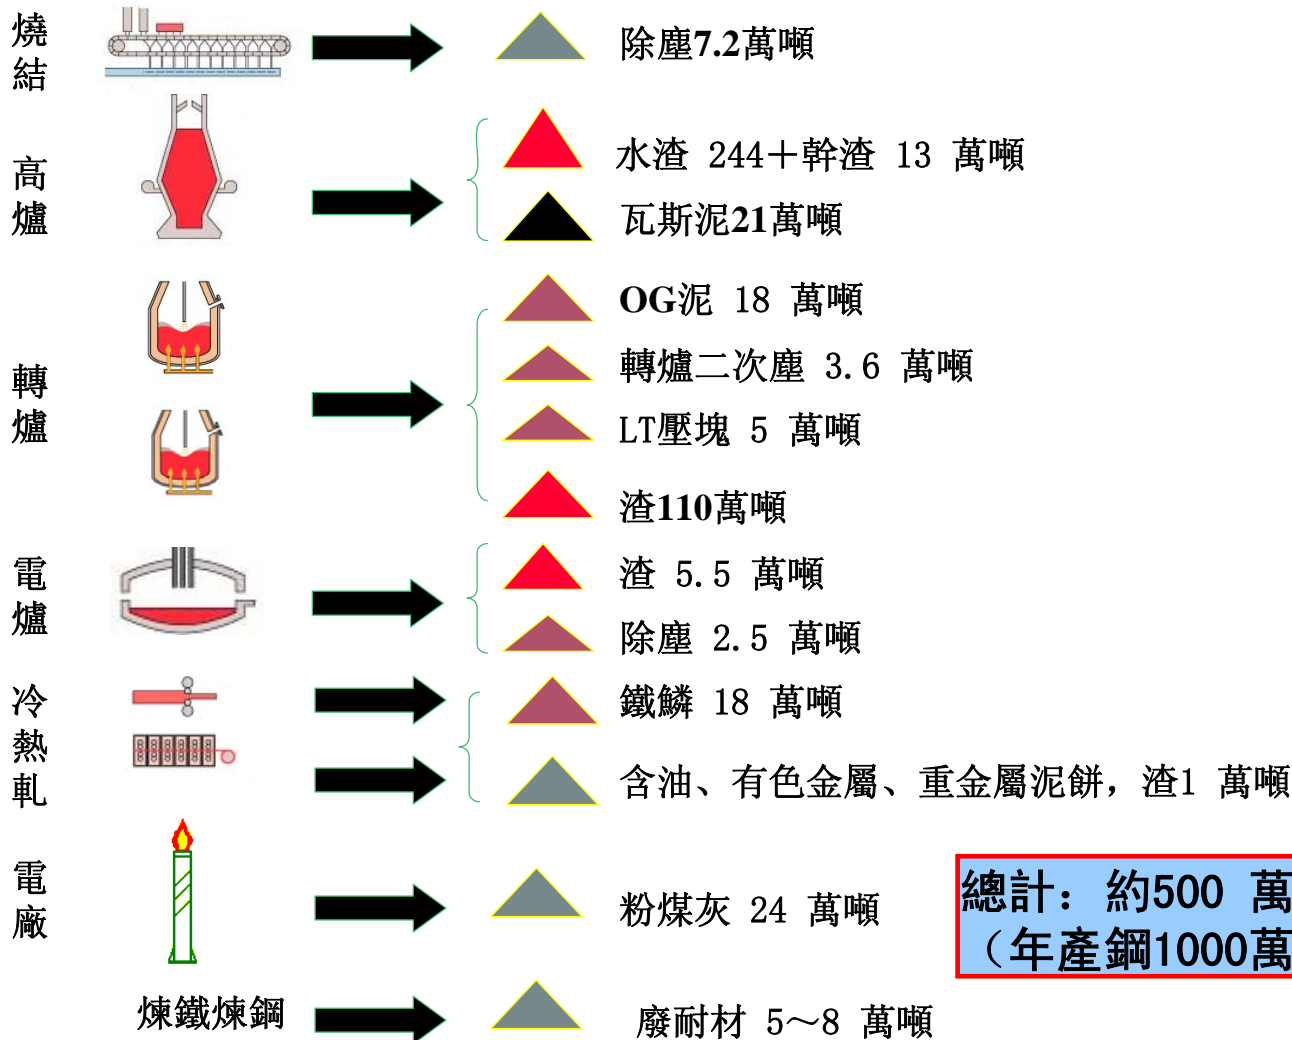 燒結
除塵7.2萬噸
高爐
水渣 244＋幹渣 13 萬噸
瓦斯泥21萬噸
轉爐
OG泥 18 萬噸
轉爐二次塵 3.6 萬噸
LT壓塊 5 萬噸
渣110萬噸
電爐
渣 5.5 萬噸
除塵 2.5 萬噸
冷熱軋
鐵鱗 18 萬噸
含油、有色金屬、重金屬泥餅，渣1 萬噸
電廠
粉煤灰 24 萬噸
總計：約500 萬
（年產鋼1000萬
煉鐵煉鋼
廢耐材 5～8 萬噸